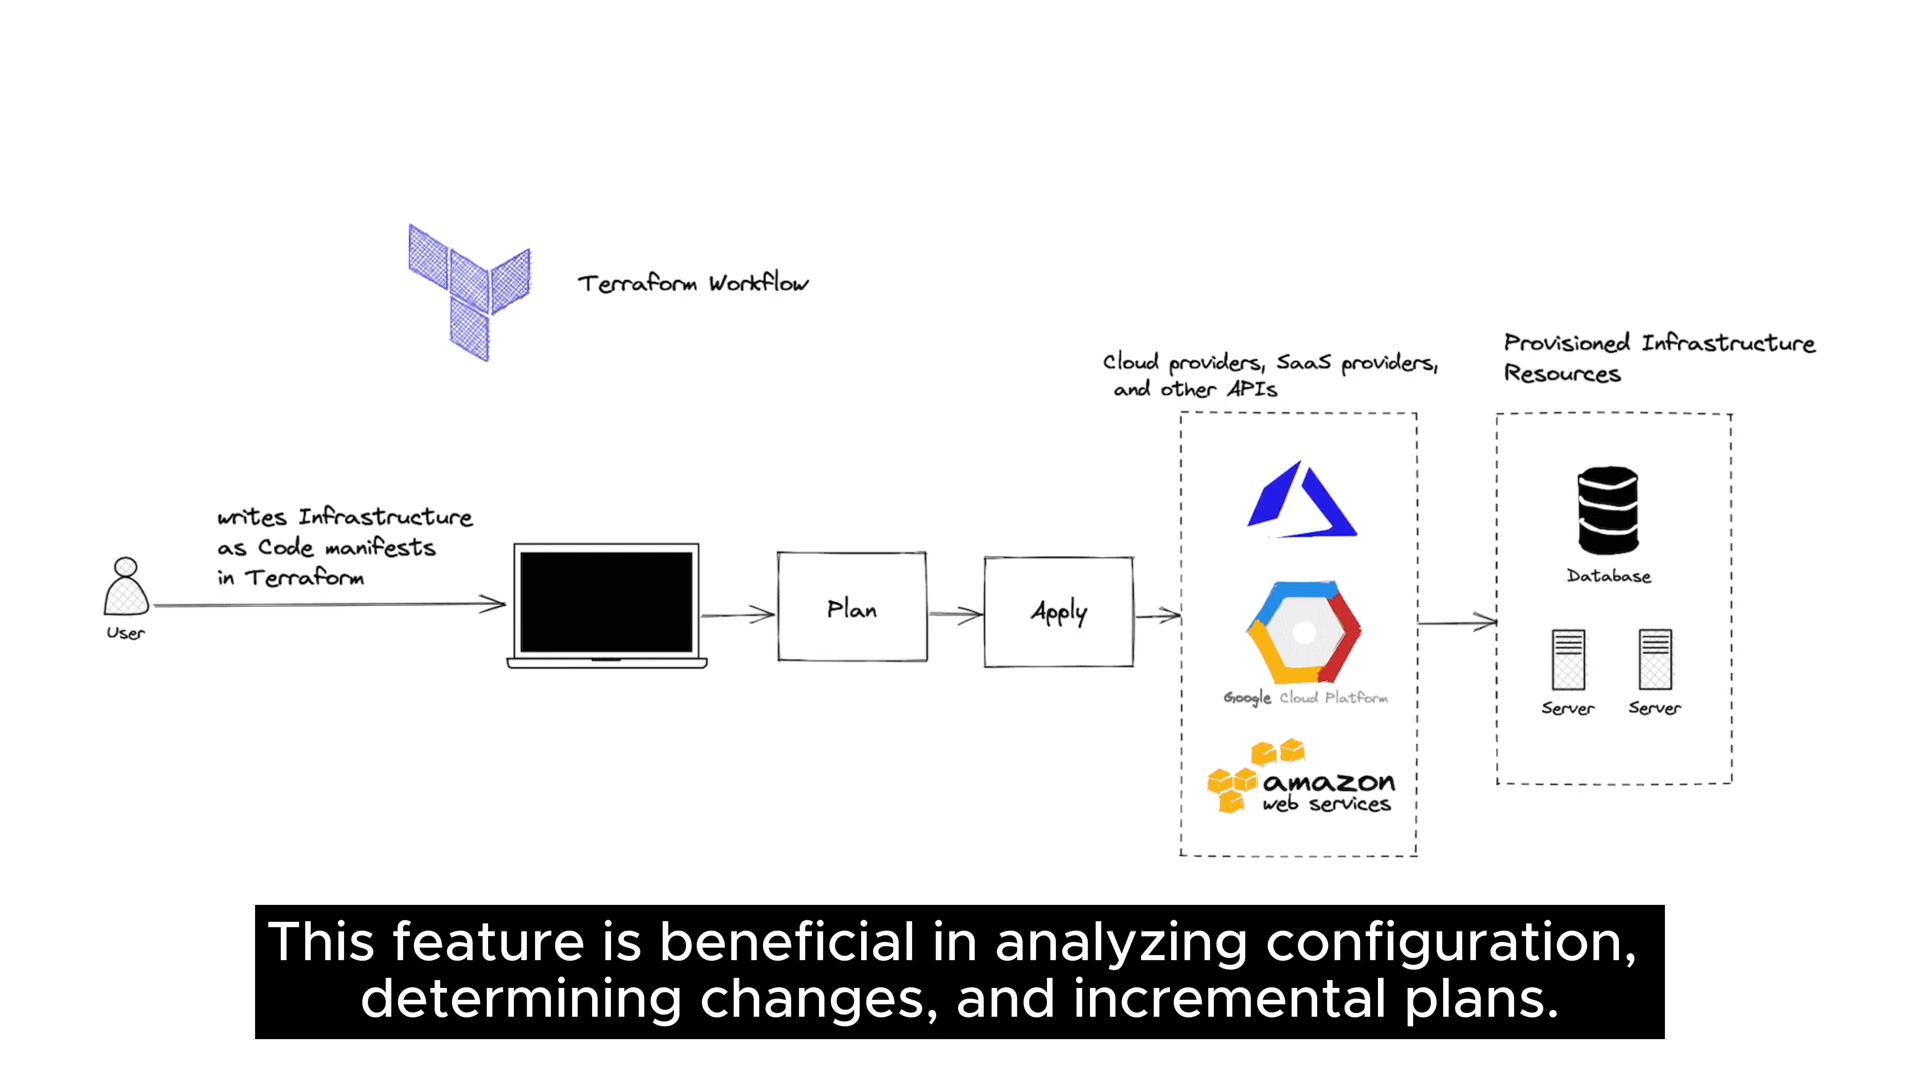 Terraform Workflow
Provisioned Infrastructure
Resources
Cloud providers, SaaS providers,
and other APIs
writes Infrastructure
as Code manifests
in Terraform
User
Plan
Apply
Google Cloud Platform
amazon
web services
Database
Server
Server
This feature is beneficial in analyzing configuration,
determining changes, and incremental plans.